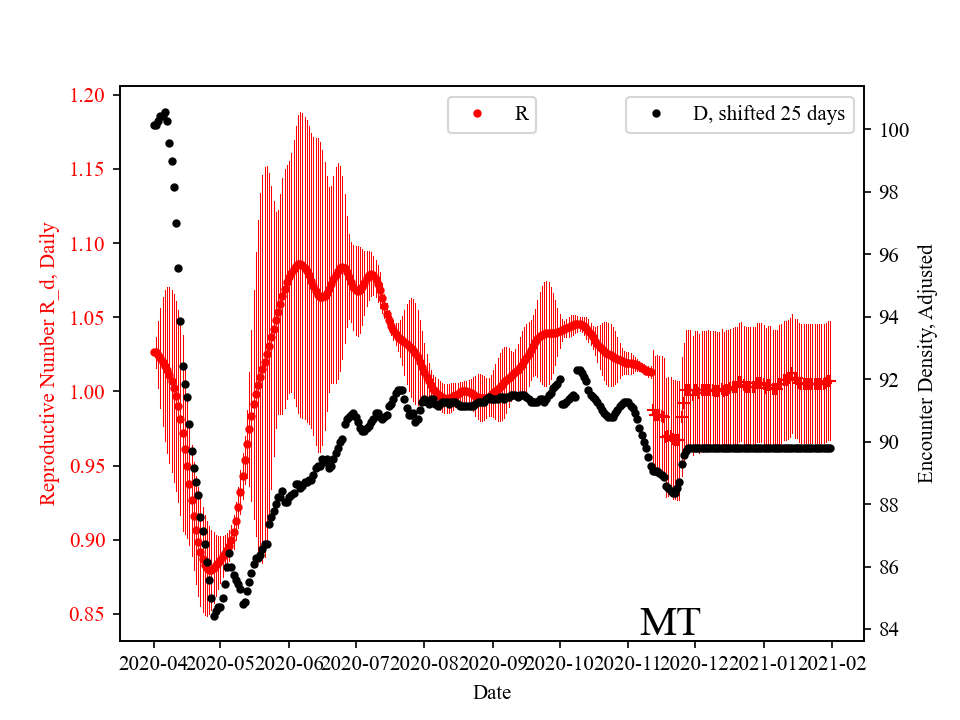 R
D, shifted 25 days
1.20
1.15
1.10
1.05
1.00
0.95
0.90
0.85
Reproductive Number R_d, Daily
100
98
96
94
92
90
88
86
84
Encounter Density, Adjusted
MT
2020-04 2020-05 2020-06 2020-07 2020-08 2020-09 2020-10 2020-11 2020-12 2021-01 2021-02
Date